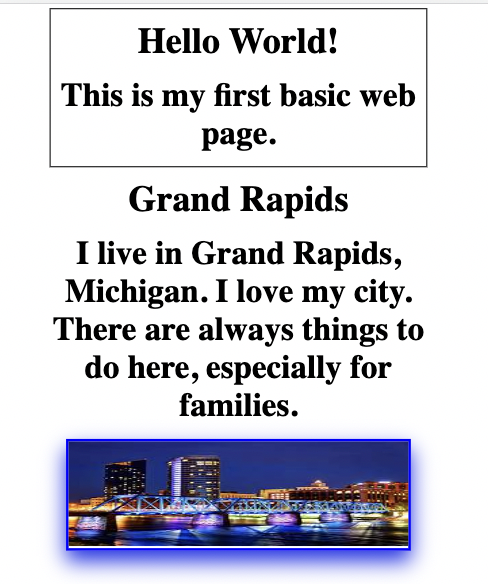 Hello World!
This is my first basic web
page.
Grand Rapids
I live in Grand Rapids,
Michigan. I love my city.
There are always things to
do here, especially for
families.